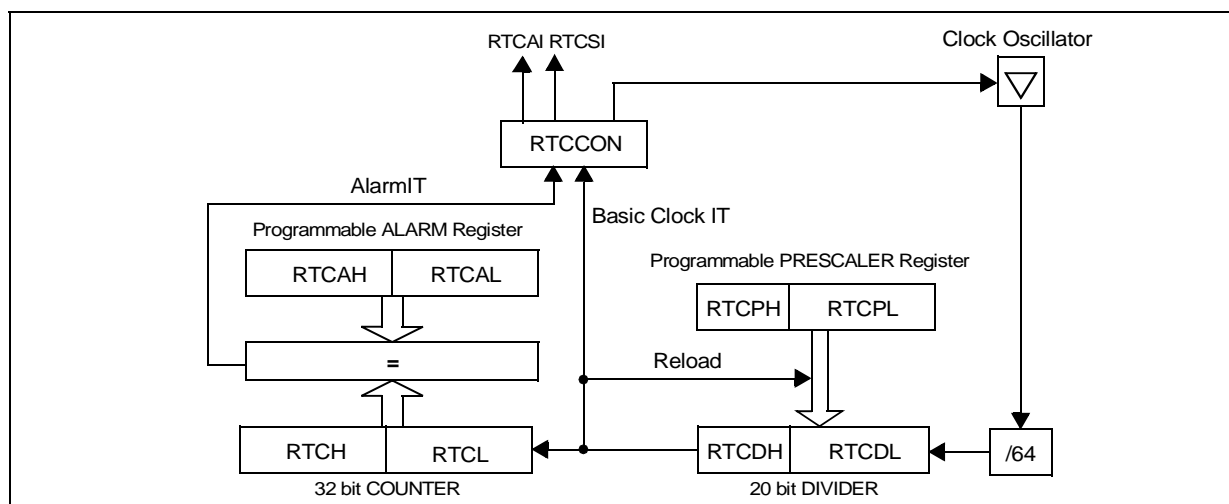 RTCAI RTCSI
Clock Oscillator
RTCCON
AlarmIT
Basic Clock IT
Programmable ALARM Register
RTCAH RTCAL
Programmable PRESCALER Register
RTCPH RTCPL
=
Reload
RTCH RTCL
RTCDH RTCDL
/64
32 bit COUNTER
20 bit DIVIDER